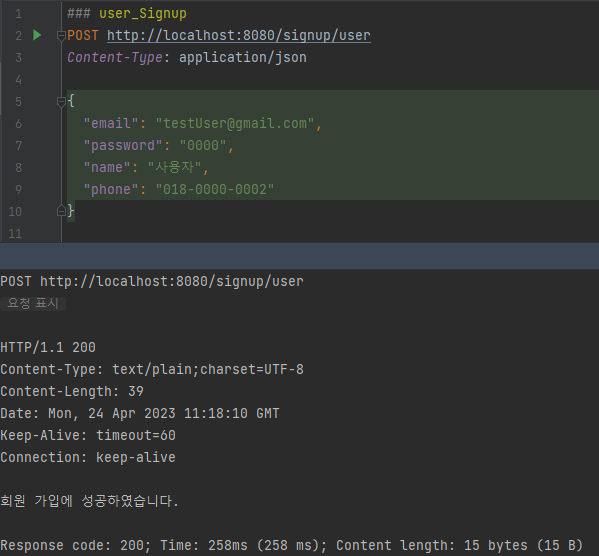 1 ### user_Signup
2 POST http://localhost:8080/signup/user
3 Content-Type: application/json
4
5 {
6 "email": "testUser@gmail.com",
7 "password": "0000",
8 "name": "사용자",
9 "phone": "018-0000-0002"
10 }
11
POST http://localhost:8080/signup/user
요청 표시
HTTP/1.1 200
Content-Type: text/plain;charset=UTF-8
Content-Length: 39
Date: Mon, 24 Apr 2023 11:18:10 GMT
Keep-Alive: timeout=60
Connection: keep-alive
회원 가입에 성공하였습니다.
Response code: 200; Time: 258ms (258 ms); Content length: 15 bytes (15 B)